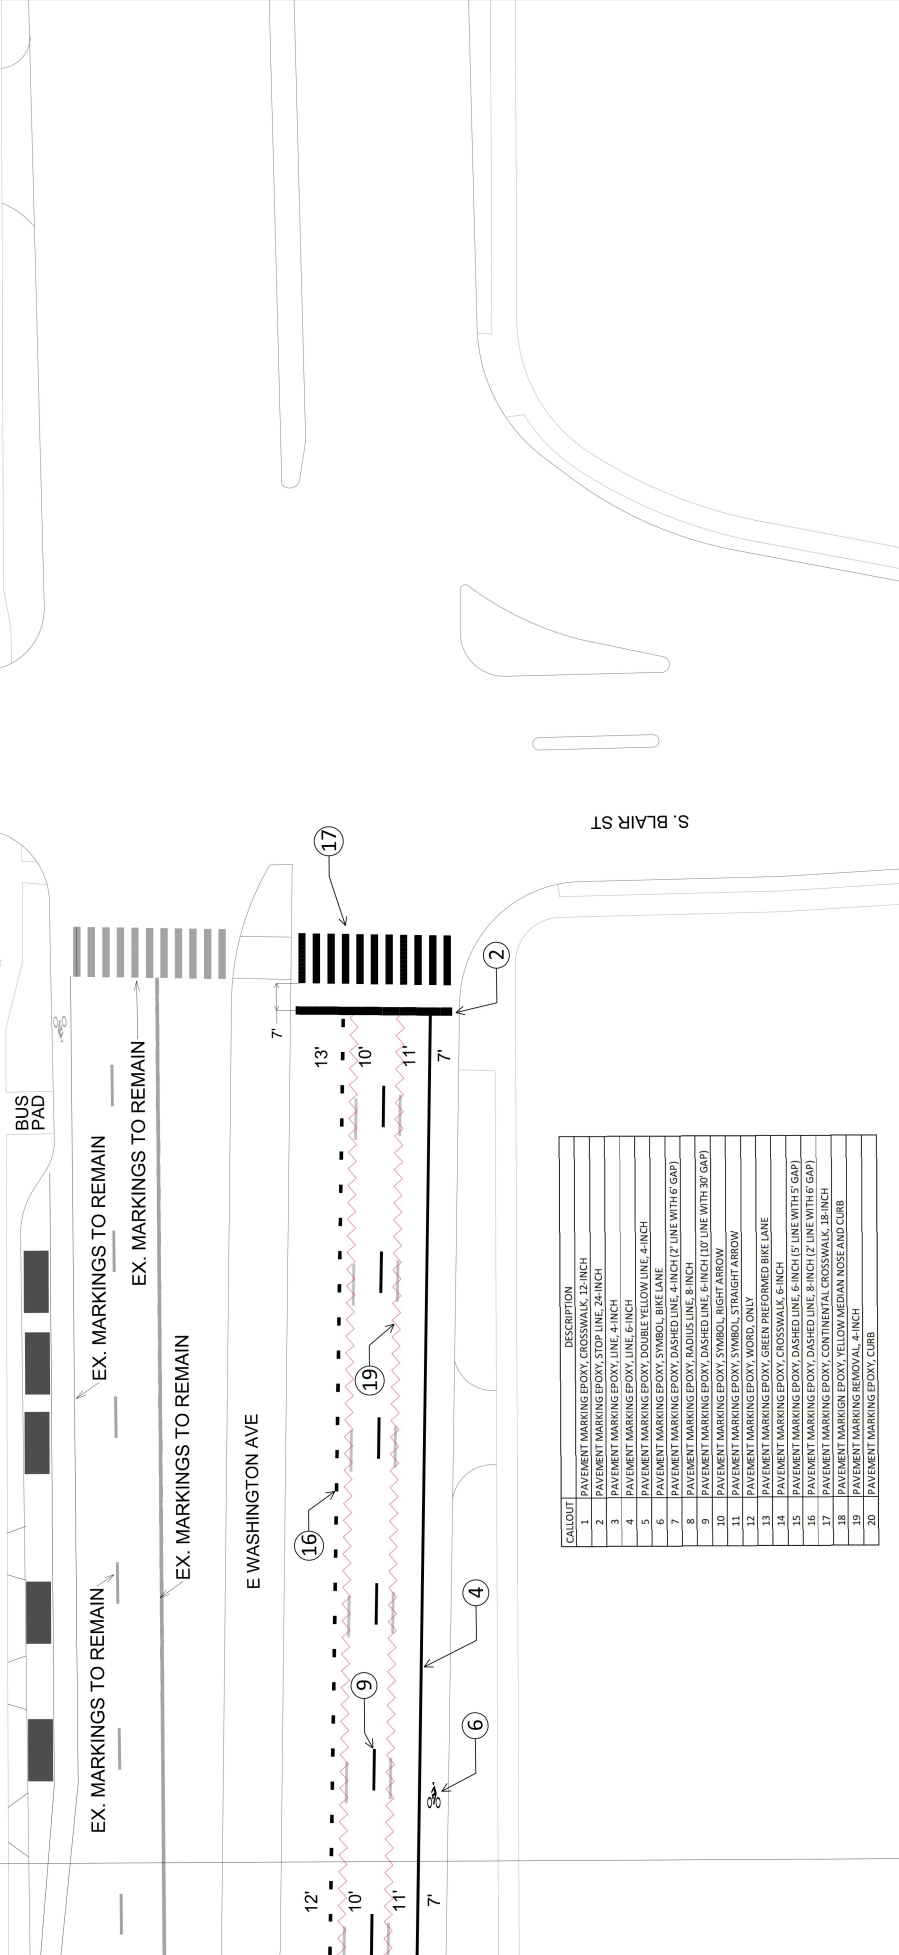 BUS
PAD
EX. MARKINGS TO REMAIN
EX. MARKINGS TO REMAIN
EX. MARKINGS TO REMAIN
EX. MARKINGS TO REMAIN
E WASHINGTON AVE
S. BLAIR ST
17
2
7'
13'
10'
11'
7'
19
16
9
4
6
12'
10'
11'
7'
CALLOUT DESCRIPTION
1 PAVEMENT MARKING EPOXY, CROSSWALK, 12-INCH
2 PAVEMENT MARKING EPOXY, STOP LINE, 24-INCH
3 PAVEMENT MARKING EPOXY, LINE, 4-INCH
4 PAVEMENT MARKING EPOXY, LINE, 6-INCH
5 PAVEMENT MARKING EPOXY, DOUBLE YELLOW LINE, 4-INCH
6 PAVEMENT MARKING EPOXY, SYMBOL, BIKE LANE
7 PAVEMENT MARKING EPOXY, DASHED LINE, 4-INCH (2' LINE WITH 6' GAP)
8 PAVEMENT MARKING EPOXY, RADIUS LINE, 8-INCH
9 PAVEMENT MARKING EPOXY, DASHED LINE, 6-INCH (10' LINE WITH 30' GAP)
10 PAVEMENT MARKING EPOXY, SYMBOL, RIGHT ARROW
11 PAVEMENT MARKING EPOXY, SYMBOL, STRAIGHT ARROW
12 PAVEMENT MARKING EPOXY, WORD, ONLY
13 PAVEMENT MARKING EPOXY, GREEN PREFORMED BIKE LANE
14 PAVEMENT MARKING EPOXY, CROSSWALK, 6-INCH
15 PAVEMENT MARKING EPOXY, DASHED LINE, 6-INCH (5' LINE WITH 5' GAP)
16 PAVEMENT MARKING EPOXY, DASHED LINE, 8-INCH (2' LINE WITH 6' GAP)
17 PAVEMENT MARKING EPOXY, CONTINENTAL CROSSWALK, 18-INCH
18 PAVEMENT MARKIGN EPOXY, YELLOW MEDIAN NOSE AND CURB
19 PAVEMENT MARKING REMOVAL, 4-INCH
20 PAVEMENT MARKING EPOXY, CURB